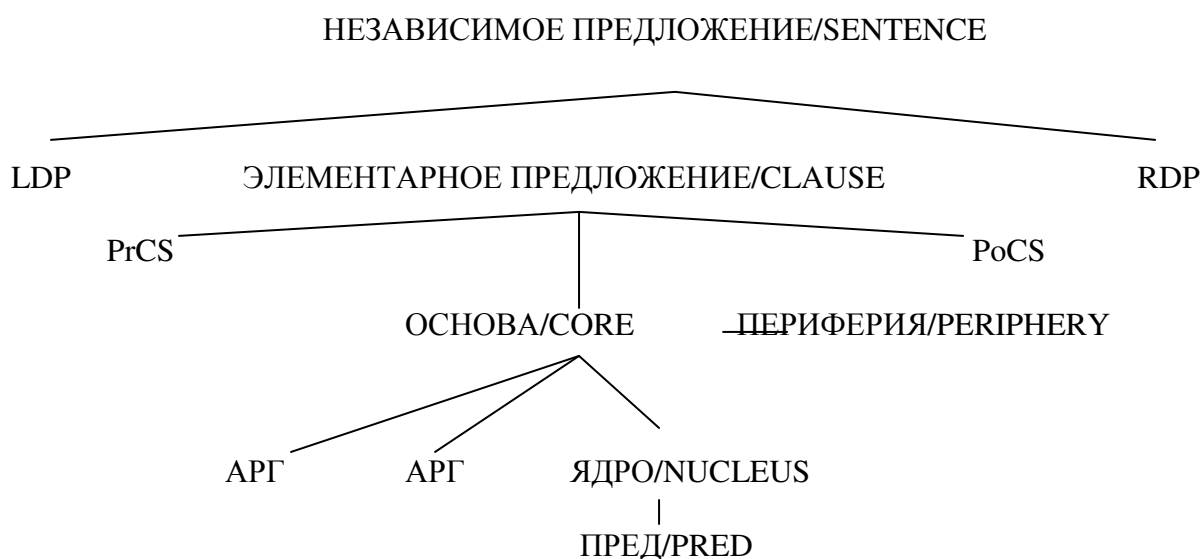 НЕЗАВИСИМОЕ ПРЕДЛОЖЕНИЕ/SENTENCE
LDP ЭЛЕМЕНТАРНОЕ ПРЕДЛОЖЕНИЕ/CLAUSE RDP
PrCS PoCS
ОСНОВА/CORE ПЕРИФЕРИЯ/PERIPHERY
АРГ АРГ ЯДРО/NUCLEUS
ПРЕД/PRED